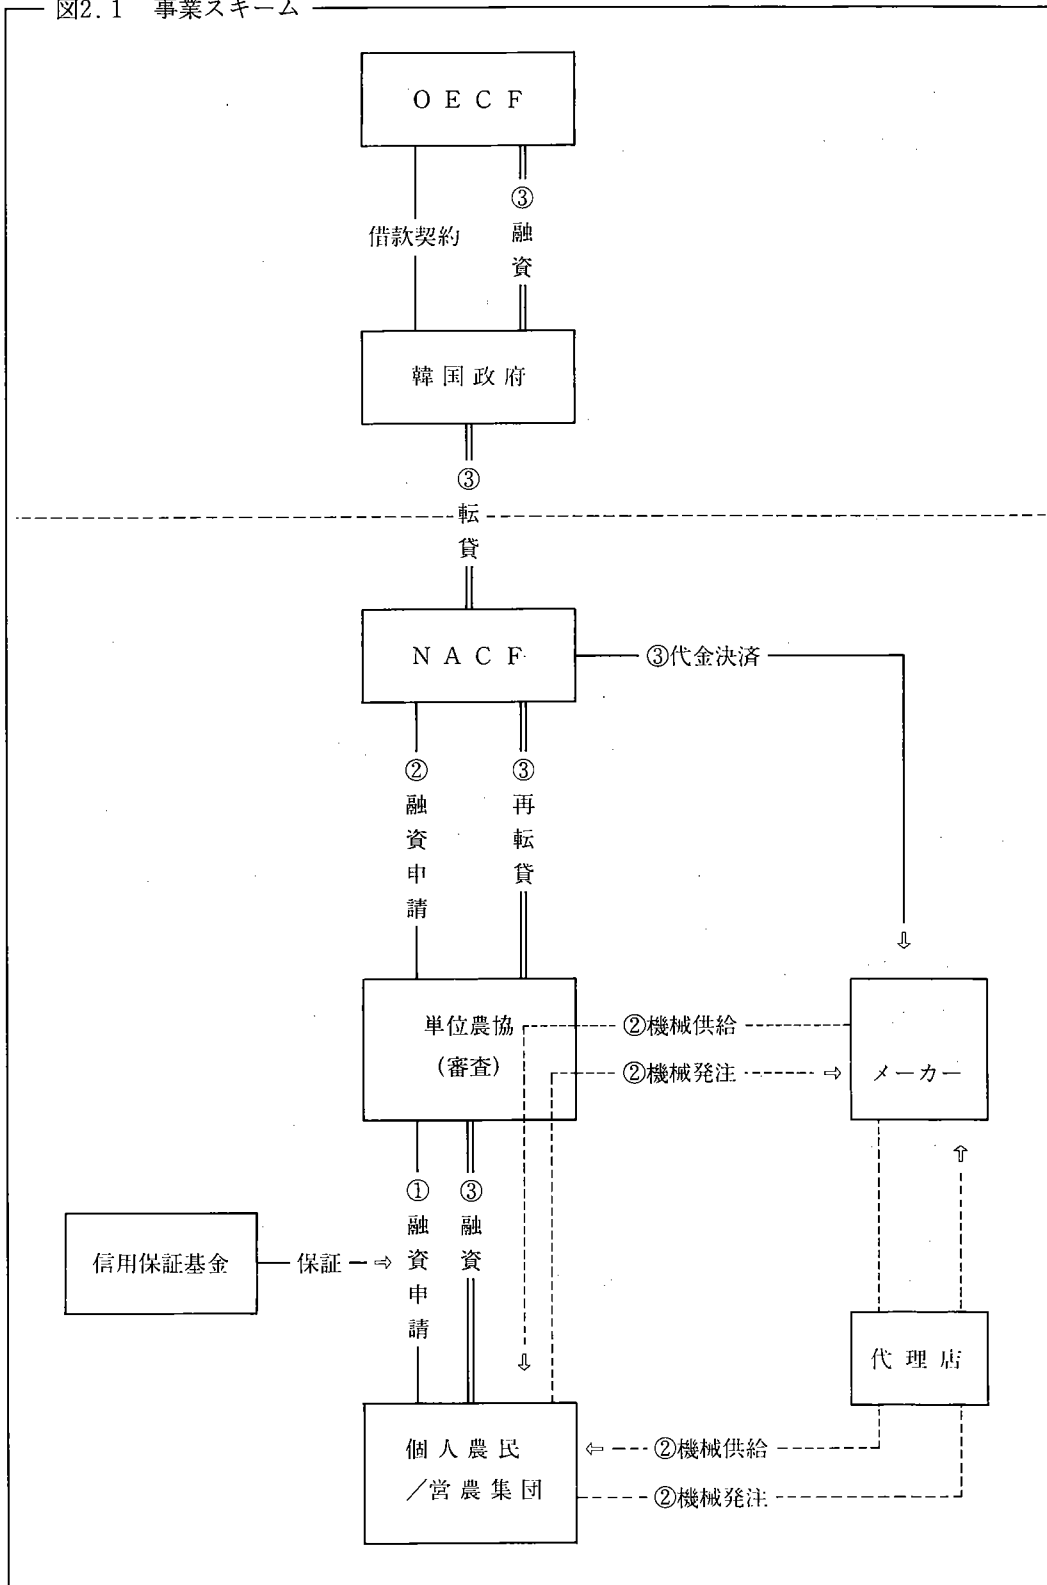 図2.1 事業スキーム
OECF
借款契約
③融資
韓国政府
③転貸
NACF
③代金決済
②融資申請
③再転貸
単位農協
(審査)
②機械供給
②機械発注
メーカー
①融資申請
③融資
信用保証基金
保証
代理店
個人農民
/営農集団
②機械供給
②機械発注